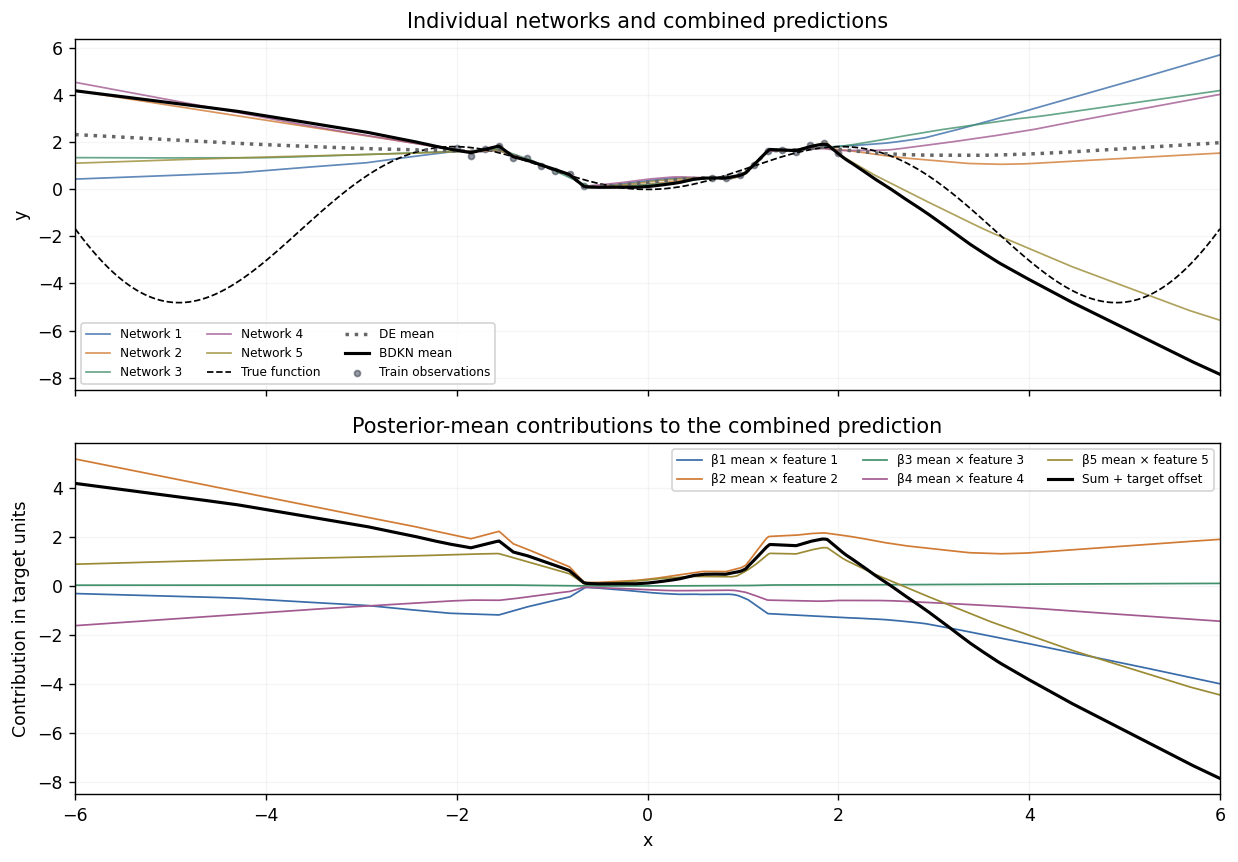 Individual networks and combined predictions
6
4
2
0
−2
−4
−6
−8
y
Network 1
Network 2
Network 3
Network 4
Network 5
True function
DE mean
BDKN mean
Train observations
Posterior-mean contributions to the combined prediction
4
2
0
−2
−4
−6
−8
Contribution in target units
β1 mean × feature 1
β2 mean × feature 2
β3 mean × feature 3
β4 mean × feature 4
β5 mean × feature 5
Sum + target offset
−6
−4
−2
0
2
4
6
x